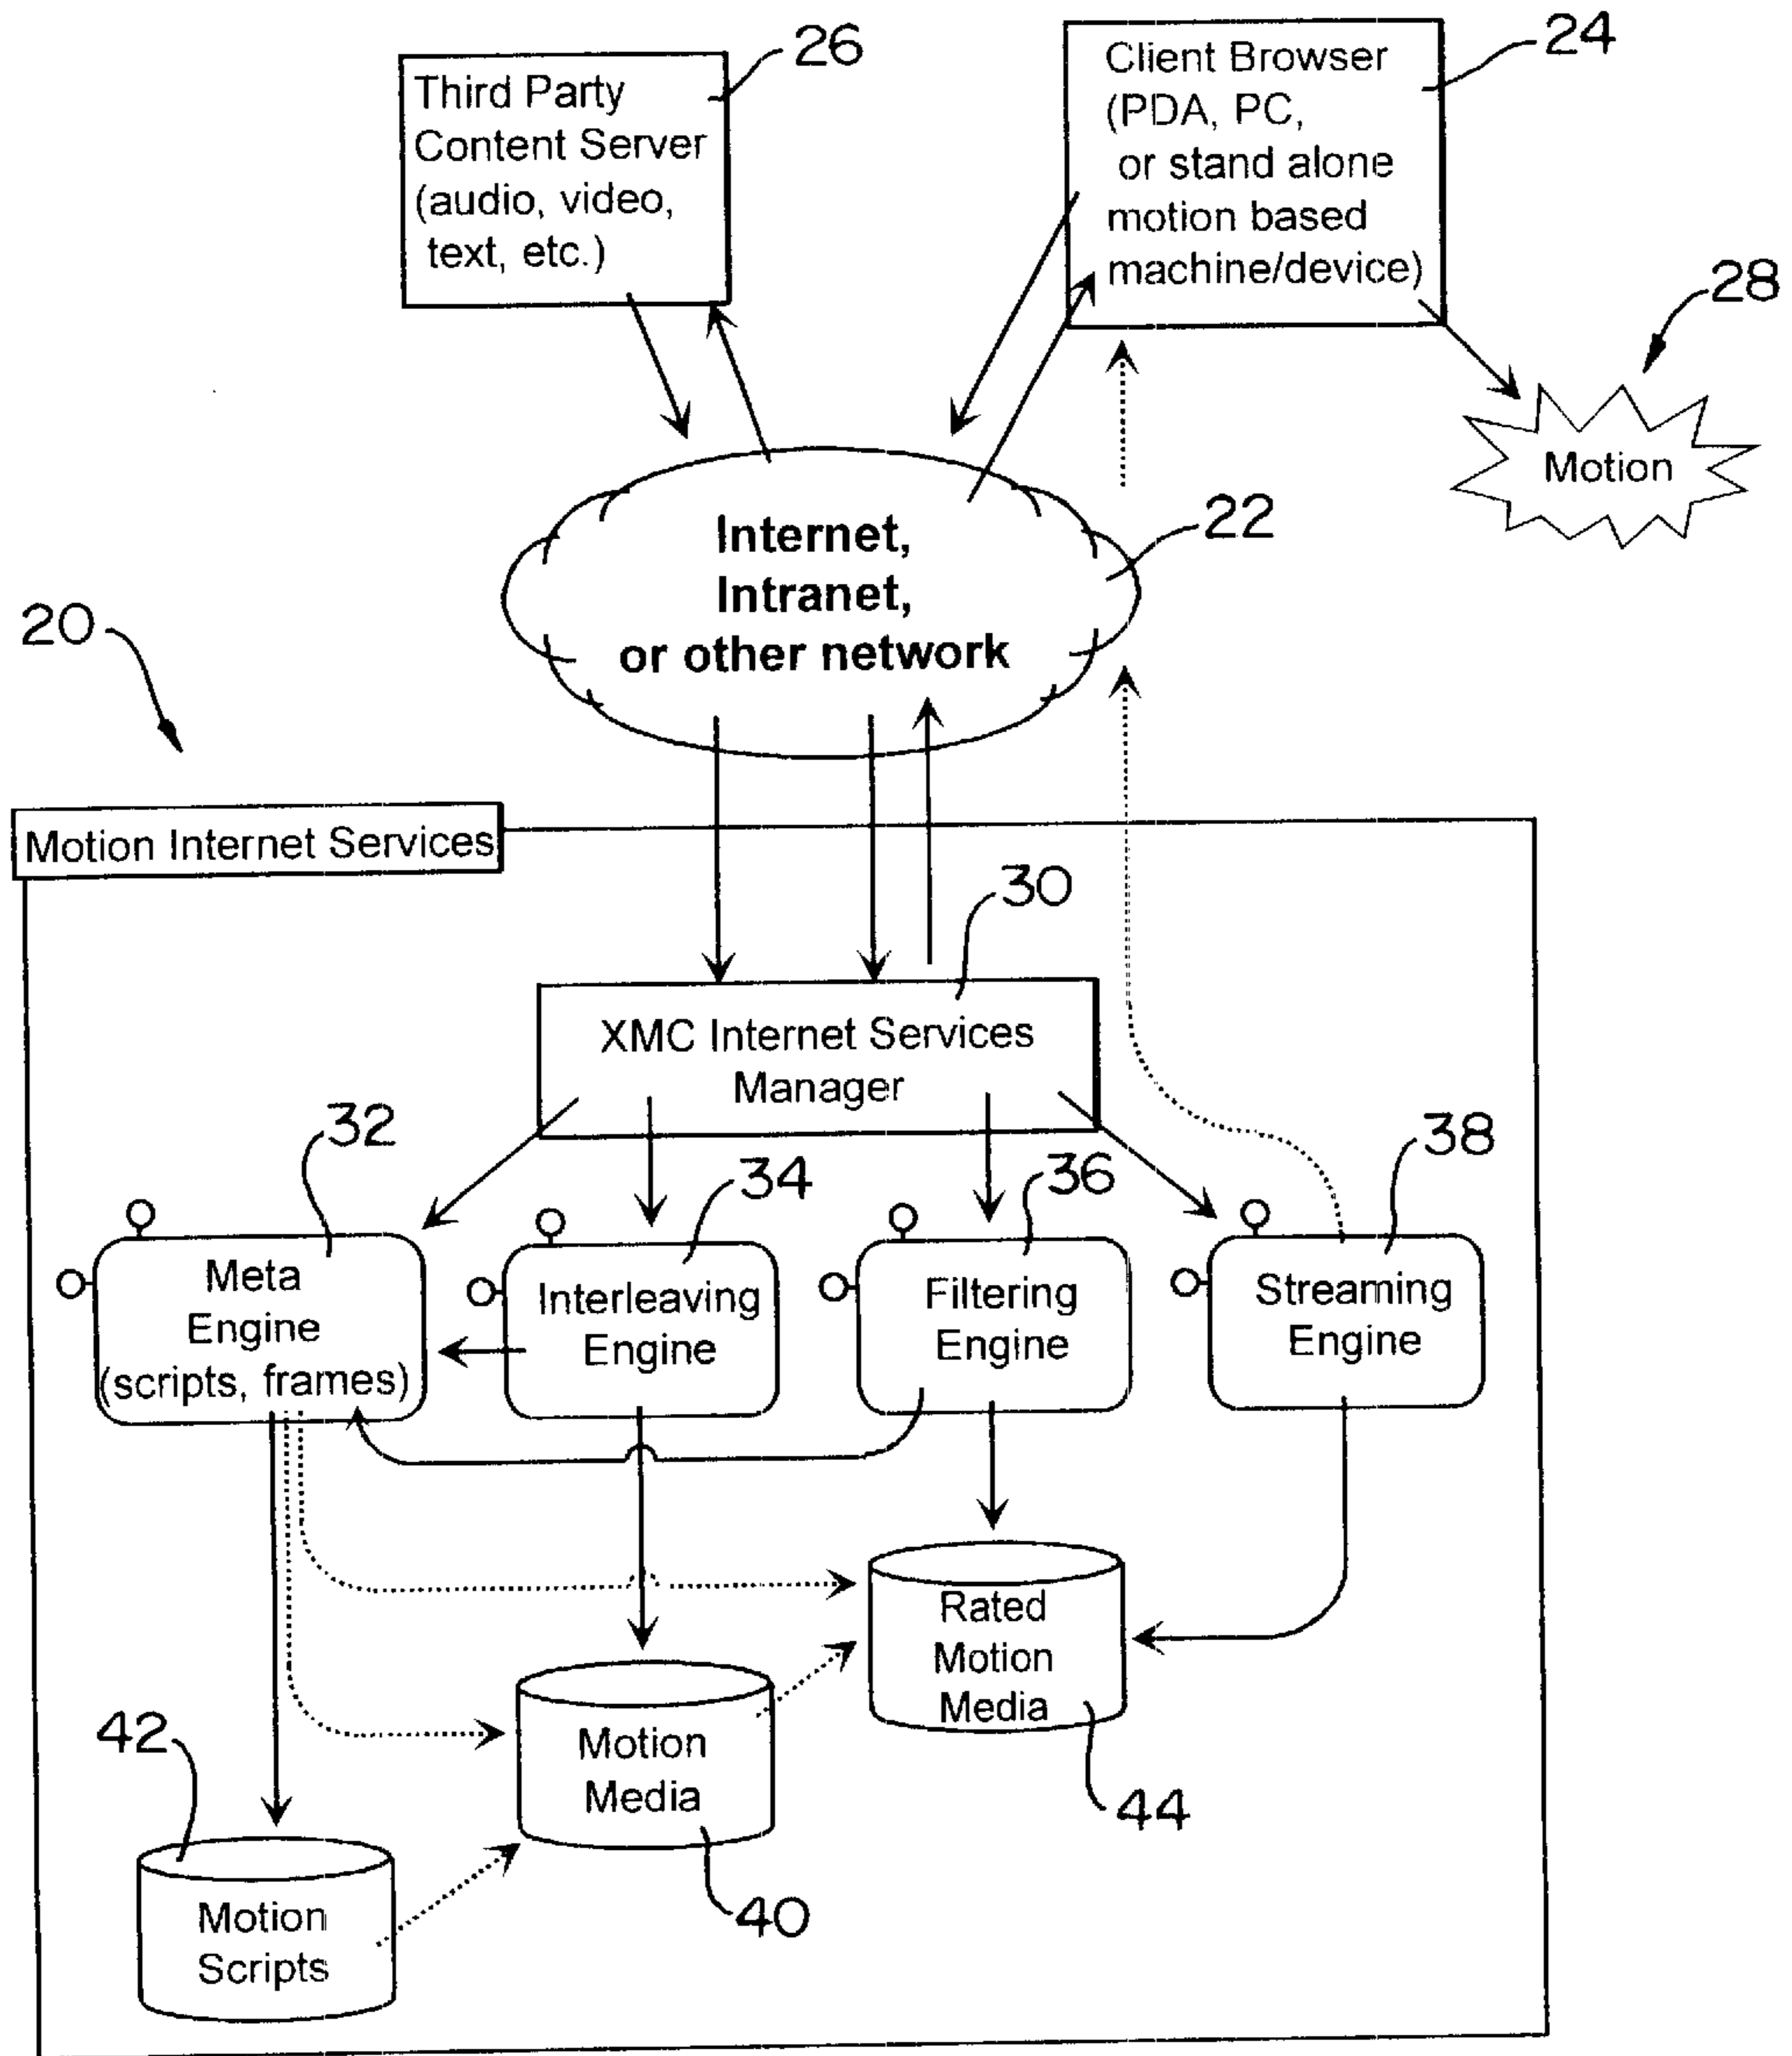 26
Third Party
Content Server
(audio, video,
text, etc.)
24
Client Browser
(PDA, PC,
or stand alone
motion based
machine/device)
28
Motion
22
Internet,
Intranet,
or other network
20
Motion Internet Services
30
XMC Internet Services
Manager
32
Meta
Engine
(scripts, frames)
34
Interleaving
Engine
36
Filtering
Engine
38
Streaming
Engine
Rated
Motion
Media
44
Motion
Media
40
42
Motion
Scripts